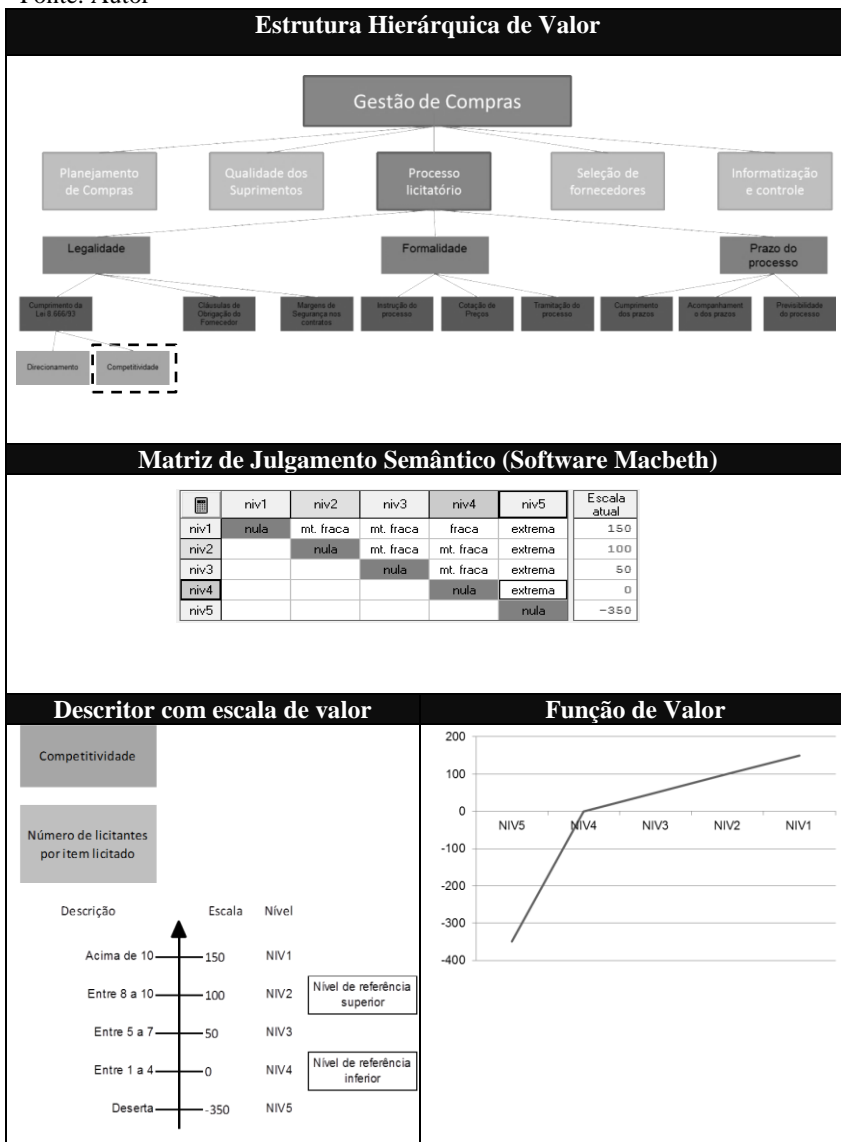 Fonte: Autor
Estrutura Hierárquica de Valor
Gestão de Compras
Planejamento de Compras
Qualidade dos Suprimentos
Processo licitatório
Seleção de fornecedores
Informatização e controle
Legalidade
Formalidade
Prazo do processo
Cumprimento da Lei 8.666/93
Cláusulas de Obrigação do Fornecedor
Margens de Segurança nos contratos
Instrução do processo
Cotação de Preços
Tramitação do processo
Cumprimento dos prazos
Acompanhament o dos prazos
Previsibilidade do processo
Direcionamento
Competitividade
Matriz de Julgamento Semântico (Software Macbeth)
niv1 niv2 niv3 niv4 niv5 Escala atual
niv1 nula mt. fraca mt. fraca fraca extrema 150
niv2 nula mt. fraca mt. fraca extrema 100
niv3 nula mt. fraca extrema 50
niv4 nula extrema 0
niv5 nula -350
Descritor com escala de valor
Competitividade
Número de licitantes
por item licitado
Descrição Escala Nível
Acima de 10 150 NIV1
Entre 8 a 10 100 NIV2 Nível de referência superior
Entre 5 a 7 50 NIV3
Entre 1 a 4 0 NIV4 Nível de referência inferior
Deserta -350 NIV5
Função de Valor
200
100
0
-100
-200
-300
-400
NIV5 NIV4 NIV3 NIV2 NIV1